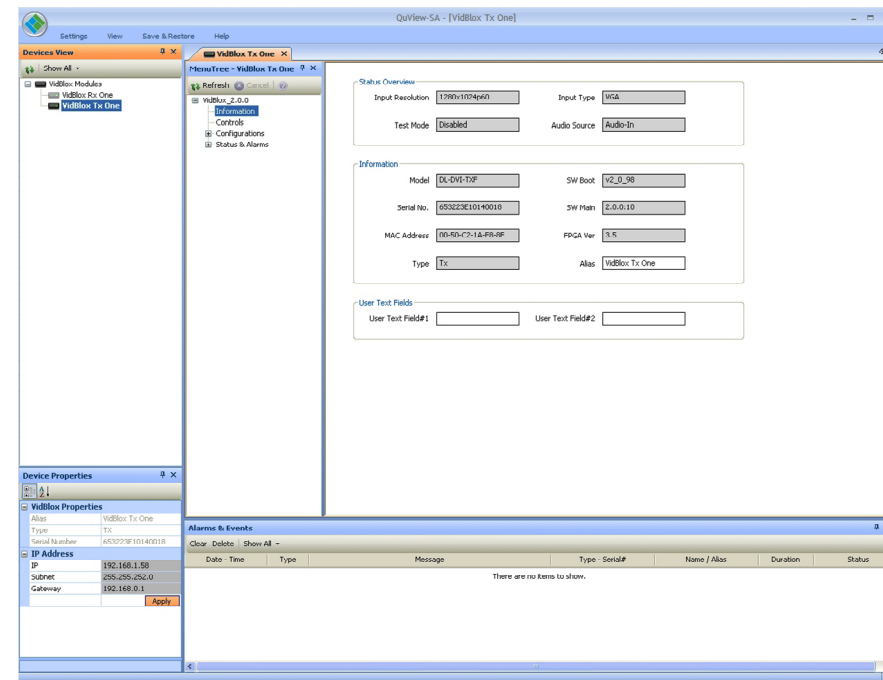 QuView-SA - [VidBlox Tx One]
Settings View Save & Restore Help
Devices View
Show All
VidBlox Modules
VidBlox Rx One
VidBlox Tx One
VidBlox Tx One
MenuTree - VidBlox Tx One
Refresh Cancel
VidBlux_2.0.0
Information
Controls
Configurations
Status & Alarms
Status Overview
Input Resolution 1280x1024p60 Input Type VGA
Test Mode Disabled Audio Source Audio-In
Information
Model DL-DVI-TXF SW Boot v2_0_98
Serial No. 653223E10140018 SW Main 2.0.0:10
MAC Address FPGA Ver 3.5
Type Tx Alias VidBlox Tx One
User Text Fields
User Text Field#1 User Text Field#2
Device Properties
VidBlox Properties
Alias VidBlox Tx One
Type TX
Serial Number 653223E10140018
IP Address
IP 192.168.1.58
Subnet 255.255.252.0
Gateway 192.168.0.1
Apply
Alarms & Events
Clear Delete Show All
Date - Time Type Message Type - Serial# Name / Alias Duration Status
There are no items to show.